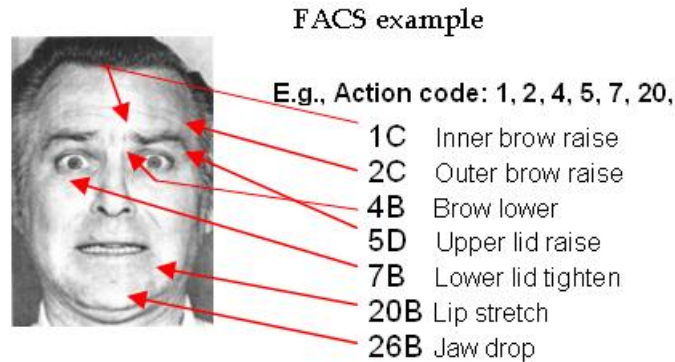 FACS example
E.g., Action code: 1, 2, 4, 5, 7, 20,
1C Inner brow raise
2C Outer brow raise
4B Brow lower
5D Upper lid raise
7B Lower lid tighten
20B Lip stretch
26B Jaw drop